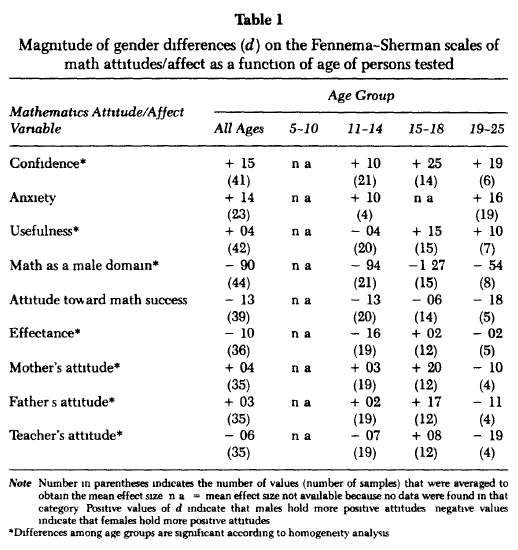 Table 1
Magnitude of gender differences (d) on the Fennema-Sherman scales of
math attitudes/affect as a function of age of persons tested
Age Group
Mathematics Attitude/Affect
Variable All Ages 5-10 11-14 15-18 19-25
Confidence* + 15 n a + 10 + 25 + 19
(41) (21) (14) (6)
Anxiety + 14 n a + 10 n a + 16
(23) (4) (19)
Usefulness* + 04 n a - 04 + 15 + 10
(42) (20) (15) (7)
Math as a male domain* - 90 n a - 94 -1 27 - 54
(44) (21) (15) (8)
Attitude toward math success - 13 n a - 13 - 06 - 18
(39) (20) (14) (5)
Effectance* - 10 n a - 16 + 02 - 02
(36) (19) (12) (5)
Mother's attitude* + 04 n a + 03 + 20 - 10
(35) (19) (12) (4)
Father s attitude* + 03 n a + 02 + 17 - 11
(35) (19) (12) (4)
Teacher's attitude* - 06 n a - 07 + 08 - 19
(35) (19) (12) (4)
Note Number in parentheses indicates the number of values (number of samples) that were averaged to
obtain the mean effect size n a = mean effect size not available because no data were found in that
category Positive values of d indicate that males hold more positive attitudes negative values
indicate that females hold more positive attitudes
*Differences among age groups are significant according to homogeneity analysis